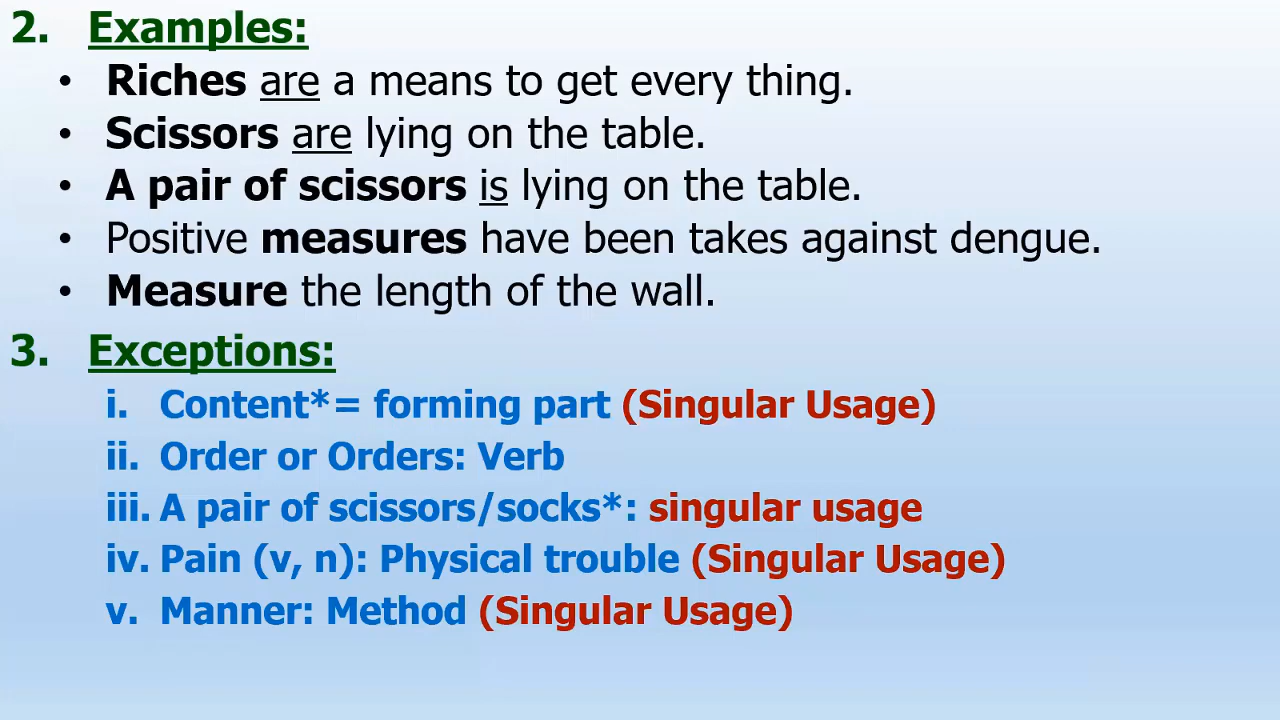 2. Examples:
• Riches are a means to get every thing.
• Scissors are lying on the table.
• A pair of scissors is lying on the table.
• Positive measures have been takes against dengue.
• Measure the length of the wall.
3. Exceptions:
i. Content*= forming part (Singular Usage)
ii. Order or Orders: Verb
iii. A pair of scissors/socks*: singular usage
iv. Pain (v, n): Physical trouble (Singular Usage)
v. Manner: Method (Singular Usage)